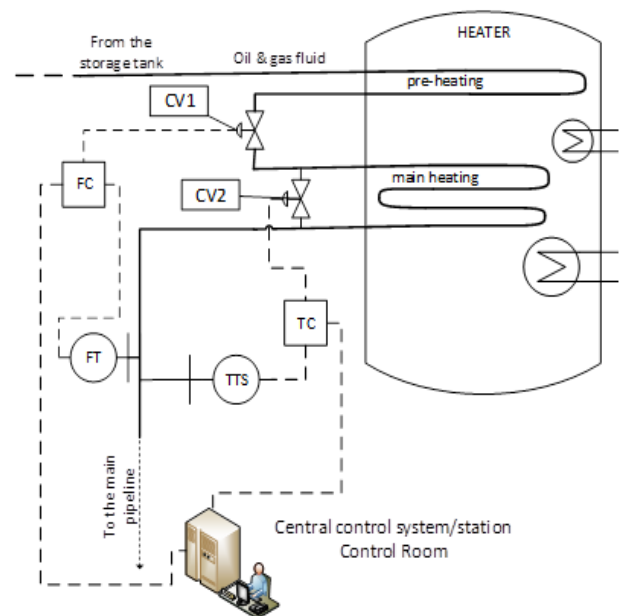 HEATER
From the
storage tank
Oil & gas fluid
pre-heating
CV1
FC
main heating
CV2
TC
FT
TTS
To the main
pipeline
Central control system/station
Control Room